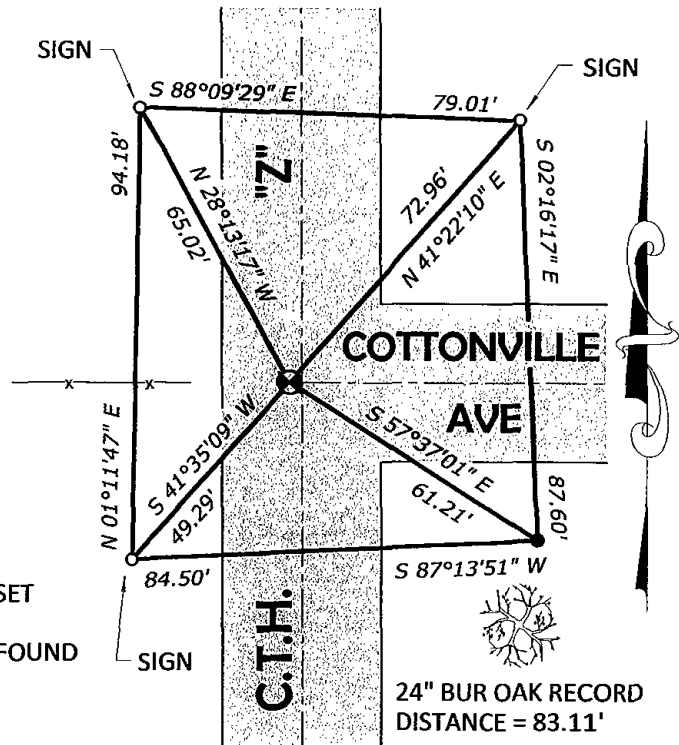 SIGN
SIGN
S 88°09'29" E
79.01'
94.18'
N 28°13'17" W
65.02'
"Z"
72.96'
N 41°22'10" E
S 02°16'17" E
COTTONVILLE
AVE
x x
N 01°11'47" E
S 41°35'09" W
49.29'
S 57°37'01" E
61.21'
87.60'
84.50'
S 87°13'51" W
SET
FOUND
SIGN
C.T.H.
24" BUR OAK RECORD
DISTANCE = 83.11'